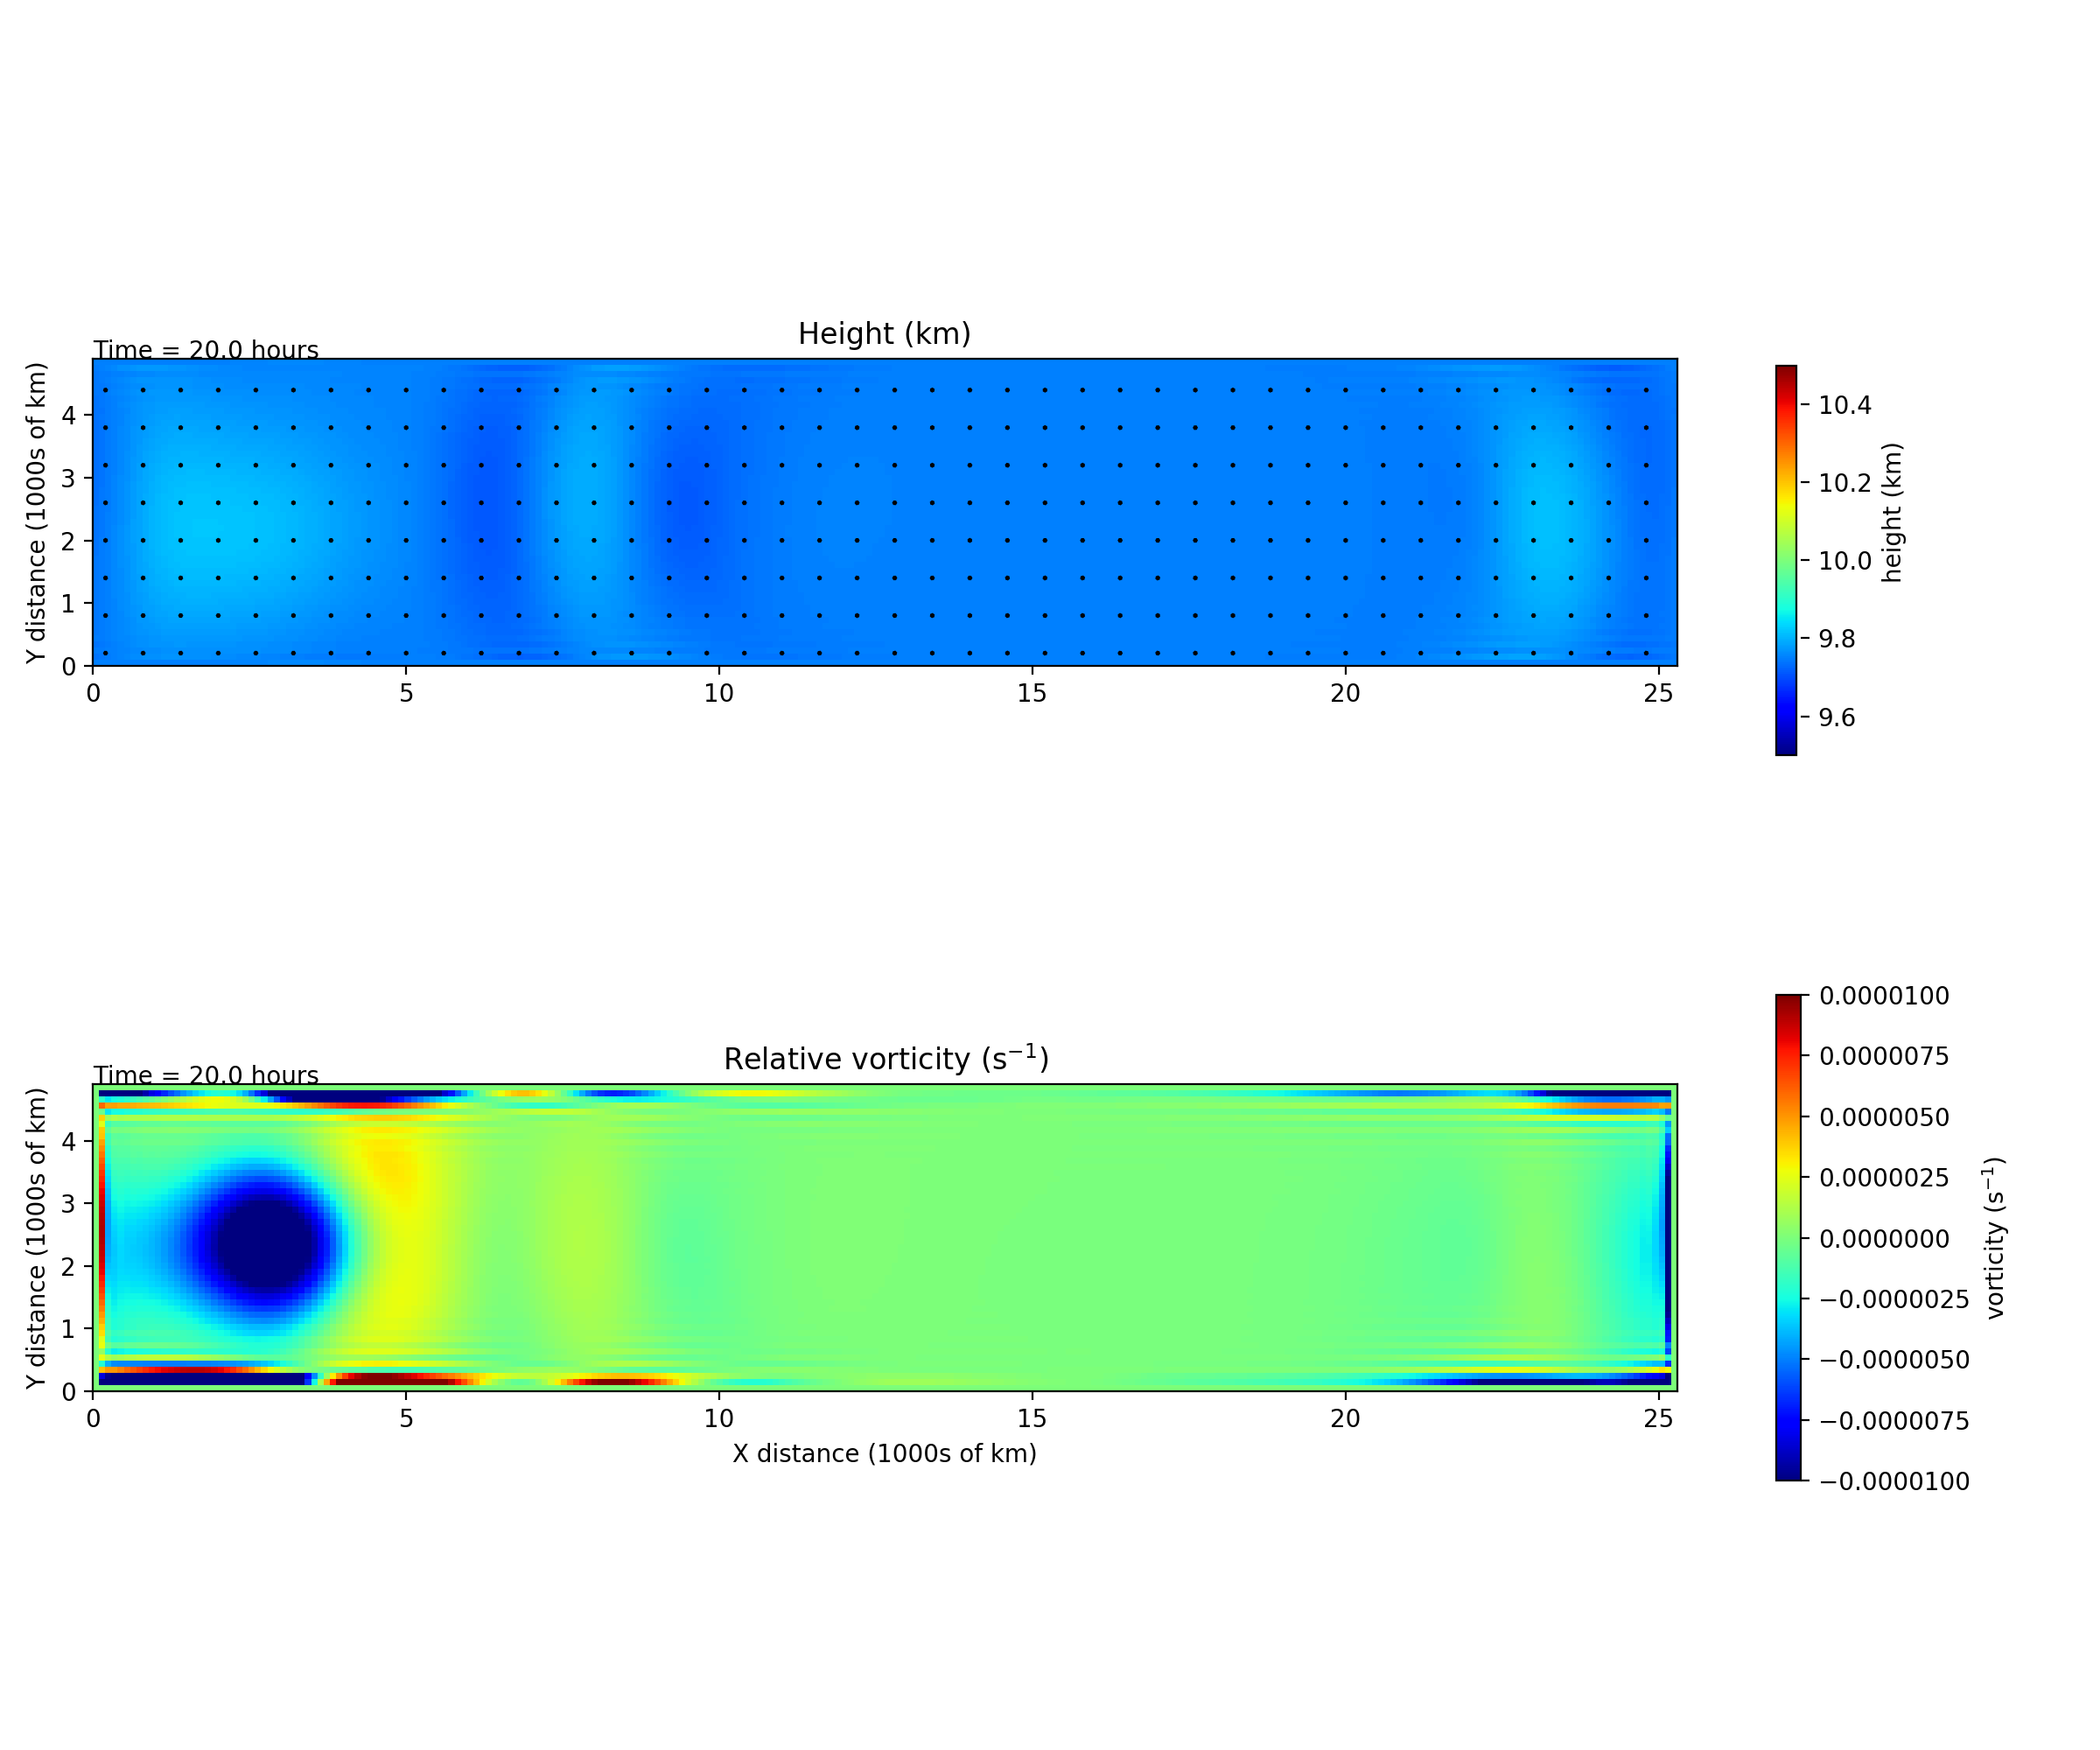 Height (km)
Time = 20.0 hours
Y distance (1000s of km)
4
3
2
1
0
0 5 10 15 20 25
10.4
10.2
10.0
9.8
9.6
height (km)
Relative vorticity (s⁻¹)
Time = 20.0 hours
Y distance (1000s of km)
4
3
2
1
0
0 5 10 15 20 25
X distance (1000s of km)
0.0000100
0.0000075
0.0000050
0.0000025
0.0000000
−0.0000025
−0.0000050
−0.0000075
−0.0000100
vorticity (s⁻¹)